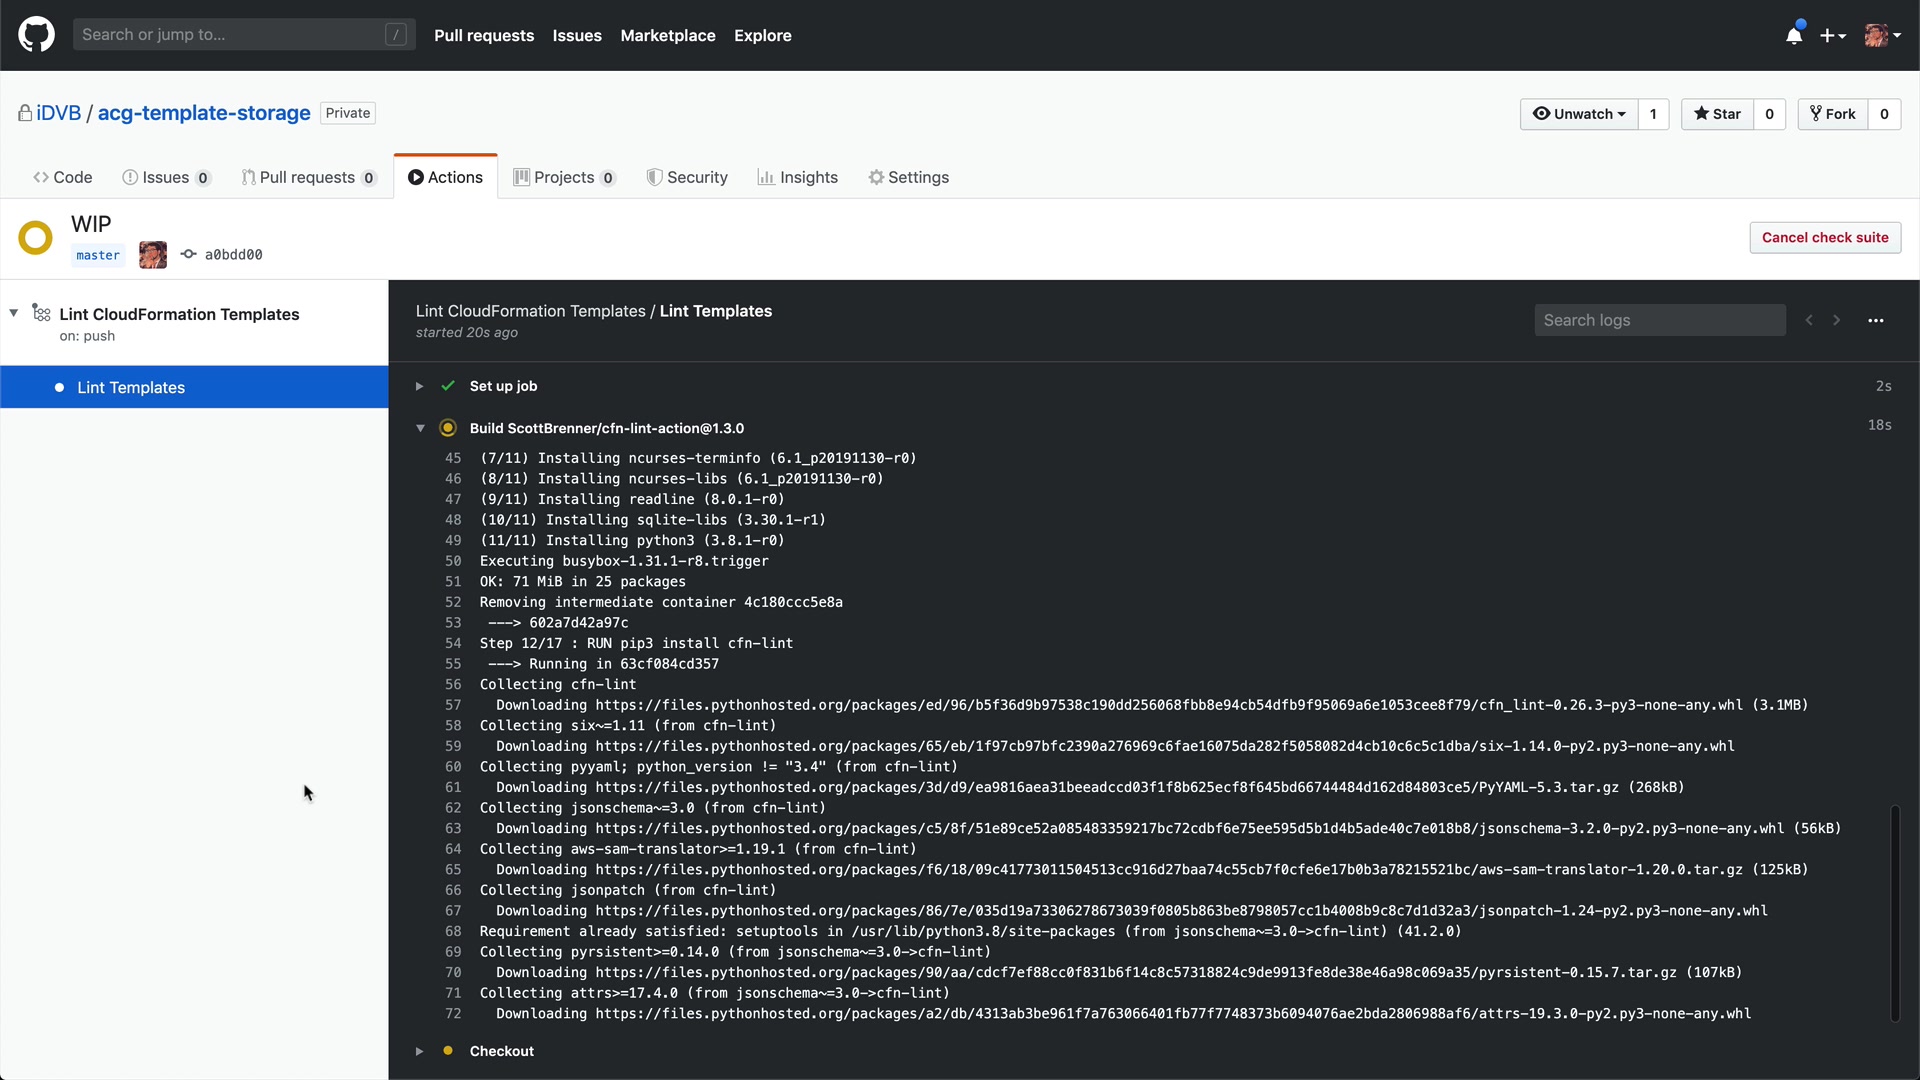 Search or jump to... /
Pull requests Issues Marketplace Explore
iDVB / acg-template-storage Private
Unwatch 1 Star 0 Fork 0
Code Issues 0 Pull requests 0 Actions Projects 0 Security Insights Settings
WIP
master a0bdd00
Cancel check suite
Lint CloudFormation Templates
on: push
Lint Templates
Lint CloudFormation Templates / Lint Templates
started 20s ago
Search logs
Set up job 2s
Build ScottBrenner/cfn-lint-action@1.3.0 18s
45 (7/11) Installing ncurses-terminfo (6.1_p20191130-r0)
46 (8/11) Installing ncurses-libs (6.1_p20191130-r0)
47 (9/11) Installing readline (8.0.1-r0)
48 (10/11) Installing sqlite-libs (3.30.1-r1)
49 (11/11) Installing python3 (3.8.1-r0)
50 Executing busybox-1.31.1-r8.trigger
51 OK: 71 MiB in 25 packages
52 Removing intermediate container 4c180ccc5e8a
53 ---> 602a7d42a97c
54 Step 12/17 : RUN pip3 install cfn-lint
55 ---> Running in 63cf084cd357
56 Collecting cfn-lint
57 Downloading https://files.pythonhosted.org/packages/ed/96/b5f36d9b97538c190dd256068fbb8e94cb54dfb9f95069a6e1053cee8f79/cfn_lint-0.26.3-py3-none-any.whl (3.1MB)
58 Collecting six~=1.11 (from cfn-lint)
59 Downloading https://files.pythonhosted.org/packages/65/eb/1f97cb97bfc2390a276969c6fae16075da282f5058082d4cb10c6c5c1dba/six-1.14.0-py2.py3-none-any.whl
60 Collecting pyyaml; python_version != "3.4" (from cfn-lint)
61 Downloading https://files.pythonhosted.org/packages/3d/d9/ea9816aea31beeadccd03f1f8b625ecf8f645bd66744484d162d84803ce5/PyYAML-5.3.tar.gz (268kB)
62 Collecting jsonschema~=3.0 (from cfn-lint)
63 Downloading https://files.pythonhosted.org/packages/c5/8f/51e89ce52a085483359217bc72cdbf6e75ee595d5b1d4b5ade40c7e018b8/jsonschema-3.2.0-py2.py3-none-any.whl (56kB)
64 Collecting aws-sam-translator>=1.19.1 (from cfn-lint)
65 Downloading https://files.pythonhosted.org/packages/f6/18/09c41773011504513cc916d27baa74c55cb7f0cfe6e17b0b3a78215521bc/aws-sam-translator-1.20.0.tar.gz (125kB)
66 Collecting jsonpatch (from cfn-lint)
67 Downloading https://files.pythonhosted.org/packages/86/7e/035d19a73306278673039f0805b863be8798057cc1b4008b9c8c7d1d32a3/jsonpatch-1.24-py2.py3-none-any.whl
68 Requirement already satisfied: setuptools in /usr/lib/python3.8/site-packages (from jsonschema~=3.0->cfn-lint) (41.2.0)
69 Collecting pyrsistent>=0.14.0 (from jsonschema~=3.0->cfn-lint)
70 Downloading https://files.pythonhosted.org/packages/90/aa/cdcf7ef88cc0f831b6f14c8c57318824c9de9913fe8de38e46a98c069a35/pyrsistent-0.15.7.tar.gz (107kB)
71 Collecting attrs>=17.4.0 (from jsonschema~=3.0->cfn-lint)
72 Downloading https://files.pythonhosted.org/packages/a2/db/4313ab3be961f7a763066401fb77f7748373b6094076ae2bda2806988af6/attrs-19.3.0-py2.py3-none-any.whl
Checkout